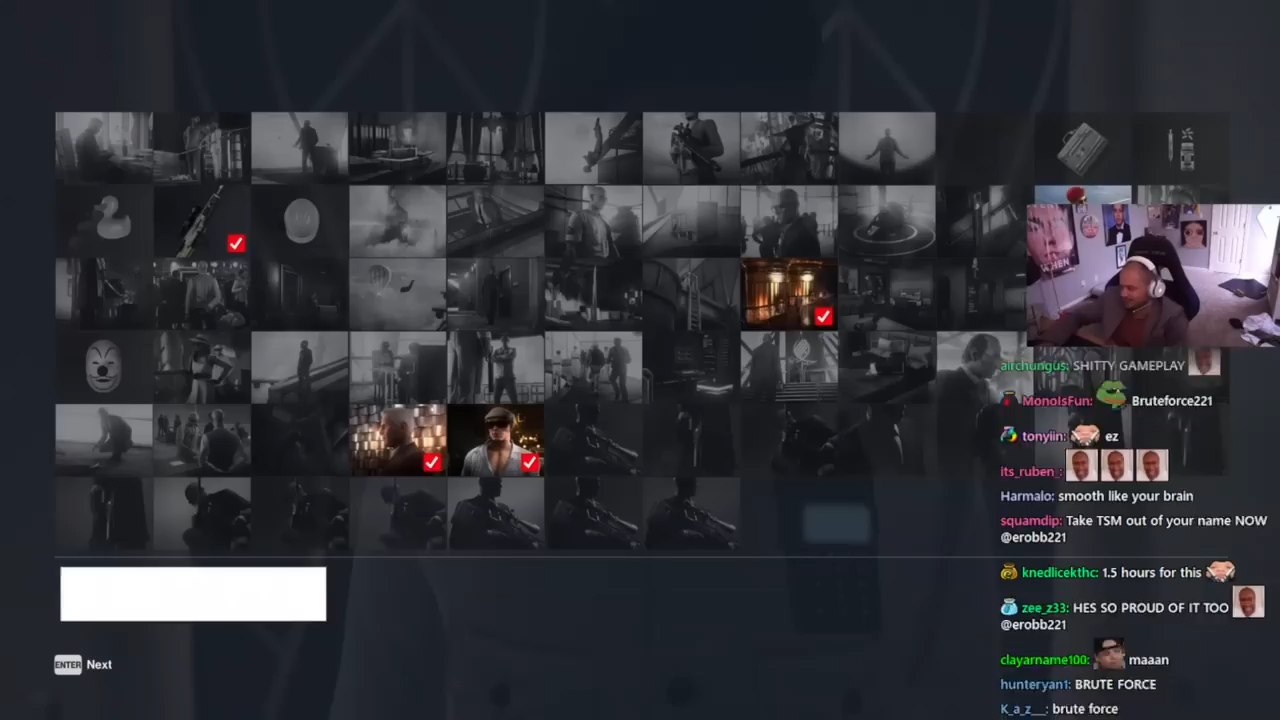 airchungus: SHITTY GAMEPLAY
MonoIsFun: Bruteforce221
tonyiin: ez
its_ruben_:
Harmalo: smooth like your brain
squamdip: Take TSM out of your name NOW
@erobb221
knedlicekthc: 1.5 hours for this
zee_z33: HES SO PROUD OF IT TOO
@erobb221
clayarname100: maaan
hunteryan1: BRUTE FORCE
K_a_z__: brute force
ENTER Next